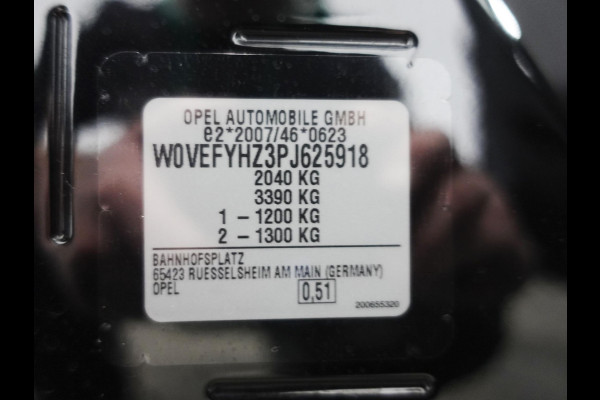 OPEL AUTOMOBILE GMBH
e2*2007/46*0623
W0VEFYHZ3PJ625918
2040 KG
3390 KG
1 – 1200 KG
2 – 1300 KG
BAHNHOFSPLATZ
65423 RUESSELSHEIM AM MAIN (GERMANY)
OPEL 0,51
200655320